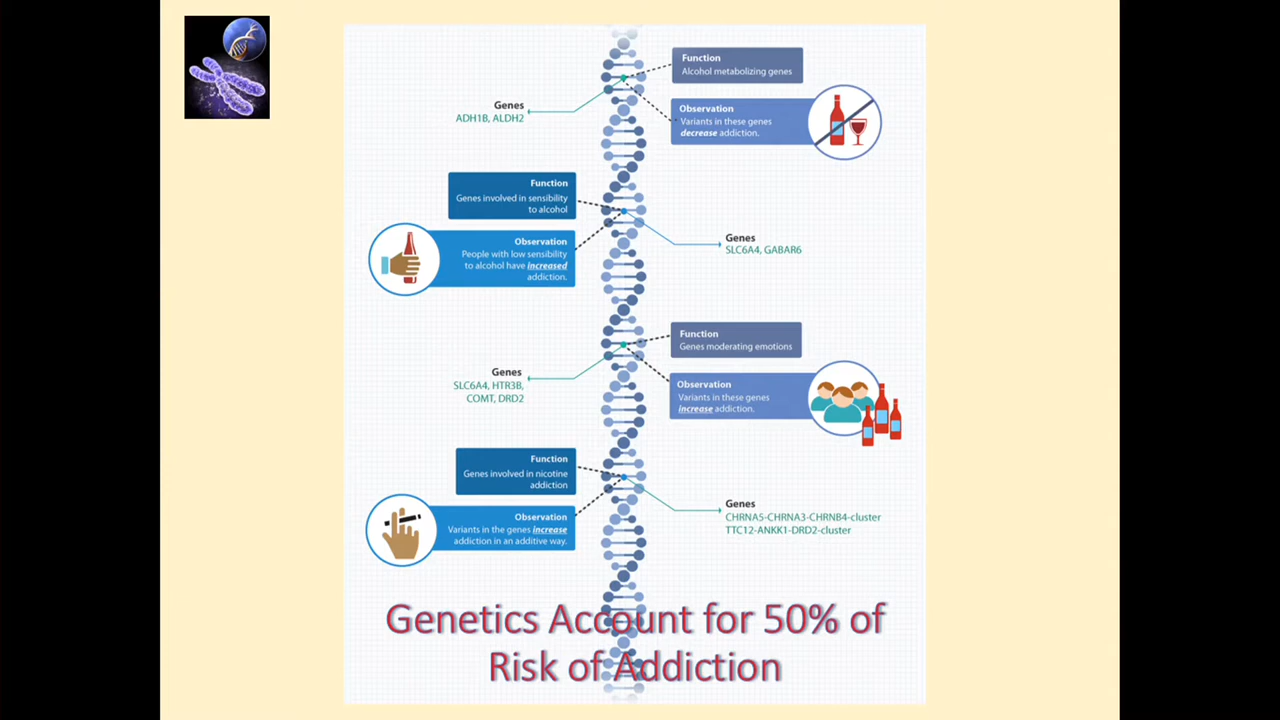 Function
Alcohol metabolizing genes
Genes
ADH1B, ALDH2
Observation
Variants in these genes
decrease addiction.
Function
Genes involved in sensibility
to alcohol
Observation
People with low sensibility
to alcohol have increased
addiction.
Genes
SLC6A4, GABAR6
Function
Genes moderating emotions
Genes
SLC6A4, HTR3B,
COMT, DRD2
Observation
Variants in these genes
increase addiction.
Function
Genes involved in nicotine
addiction
Observation
Variants in the genes increase
addiction in an additive way.
Genes
CHRNA5-CHRNA3-CHRNB4-cluster
TTC12-ANKK1-DRD2-cluster
Genetics Account for 50% of
Risk of Addiction